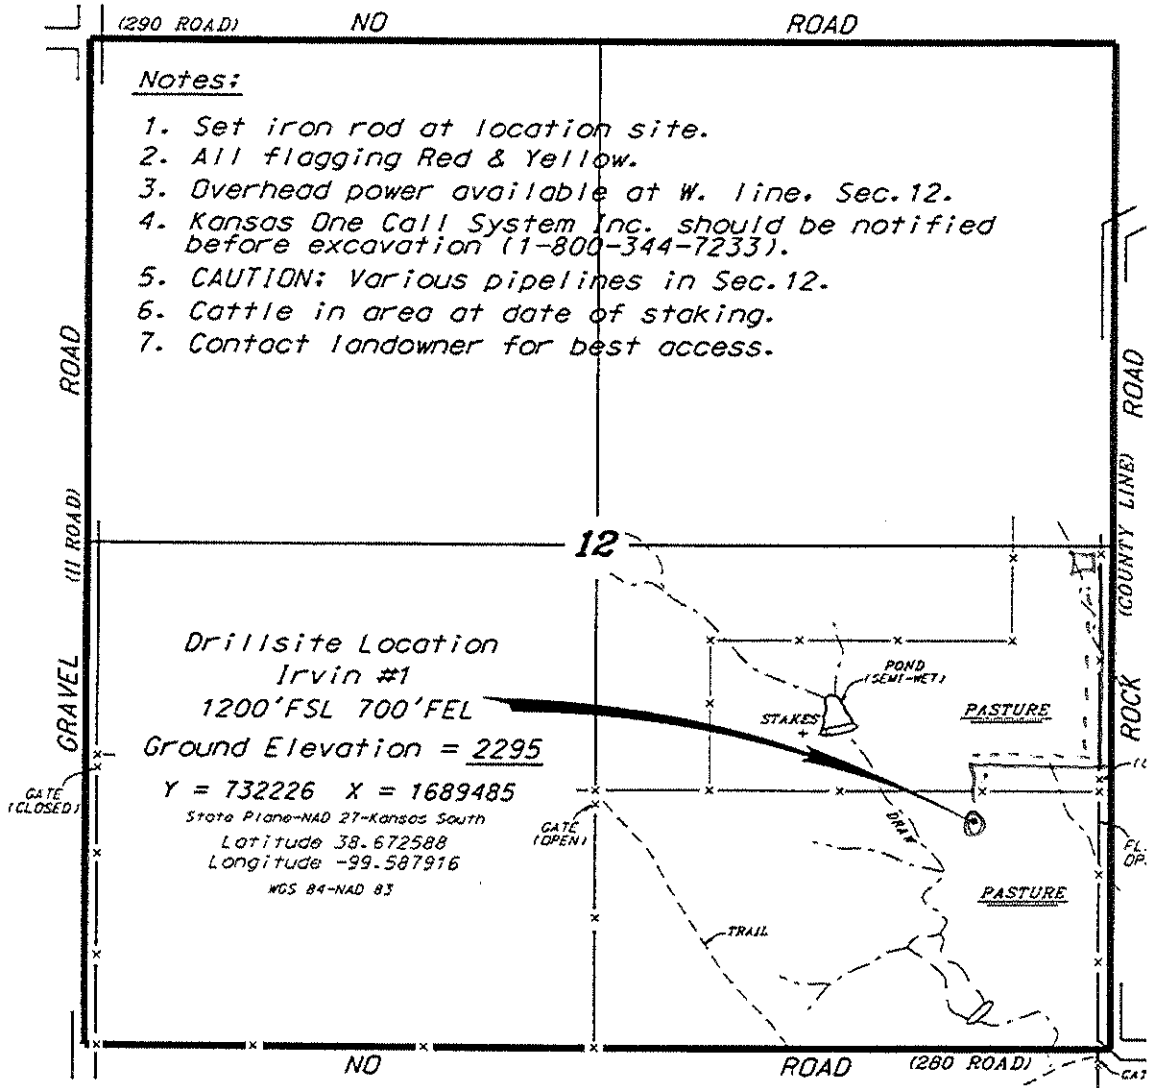 (290 ROAD) NO ROAD
Notes:
1. Set iron rod at location site.
2. All flagging Red & Yellow.
3. Overhead power available at W. line, Sec.12.
4. Kansas One Call System Inc. should be notified
before excavation (1-800-344-7233).
5. CAUTION: Various pipelines in Sec.12.
6. Cattle in area at date of staking.
7. Contact landowner for best access.
GRAVEL (11 ROAD) ROAD
ROCK (COUNTY LINE) ROAD
12
Drillsite Location
Irvin #1
1200'FSL 700'FEL
Ground Elevation = 2295
Y = 732226 X = 1689485
State Plane-NAD 27-Kansas South
Latitude 38.672588
Longitude -99.587916
WGS 84-NAD 83
POND
(SEMI-WET)
STAKES
PASTURE
GATE
(CLOSED)
GATE
(OPEN)
DRAW
PASTURE
TRAIL
NO ROAD (280 ROAD)